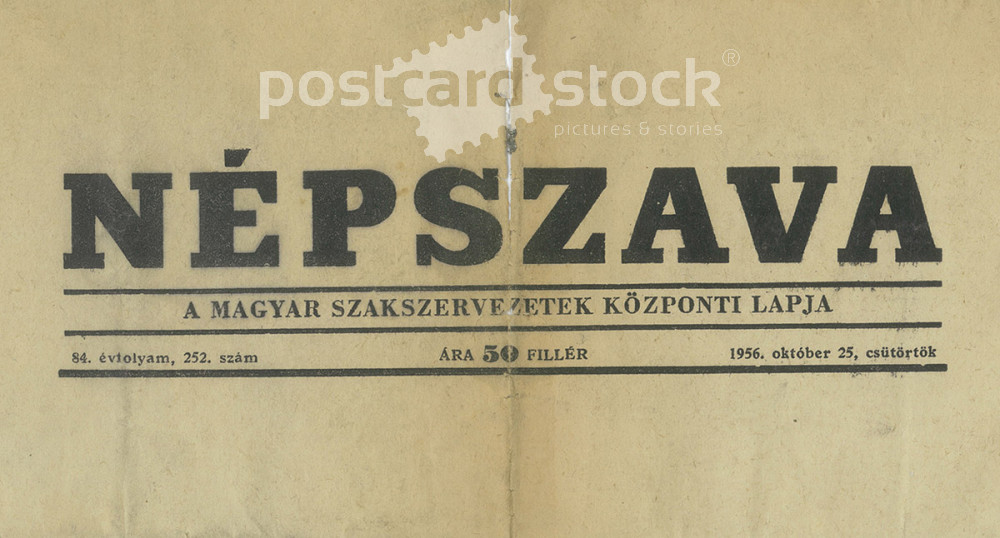 postcard stock®
pictures & stories
NÉPSZAVA
A MAGYAR SZAKSZERVEZETEK KÖZPONTI LAPJA
84. évfolyam, 252. szám ÁRA 50 FILLÉR 1956. október 25, csütörtök